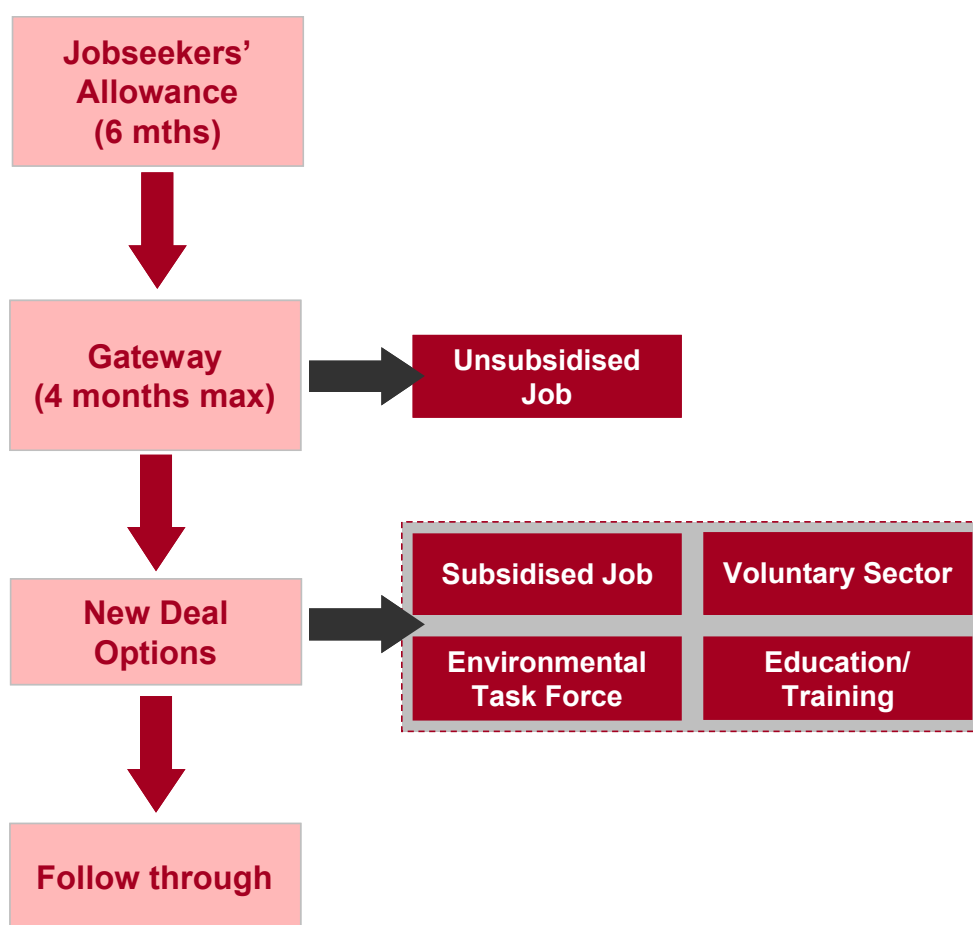 Jobseekers’
Allowance
(6 mths)
Gateway
(4 months max)
Unsubsidised
Job
New Deal
Options
Subsidised Job
Voluntary Sector
Environmental
Task Force
Education/
Training
Follow through